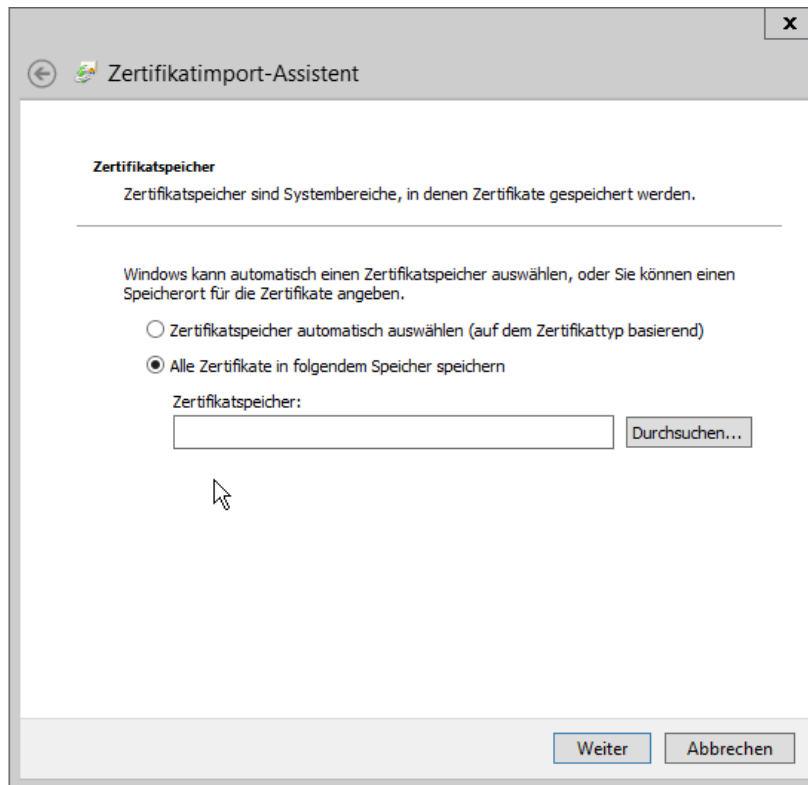 x
Zertifikatimport-Assistent
Zertifikatspeicher
Zertifikatspeicher sind Systembereiche, in denen Zertifikate gespeichert werden.
Windows kann automatisch einen Zertifikatspeicher auswählen, oder Sie können einen
Speicherort für die Zertifikate angeben.
Zertifikatspeicher automatisch auswählen (auf dem Zertifikattyp basierend)
Alle Zertifikate in folgendem Speicher speichern
Zertifikatspeicher:
Durchsuchen...
Weiter Abbrechen